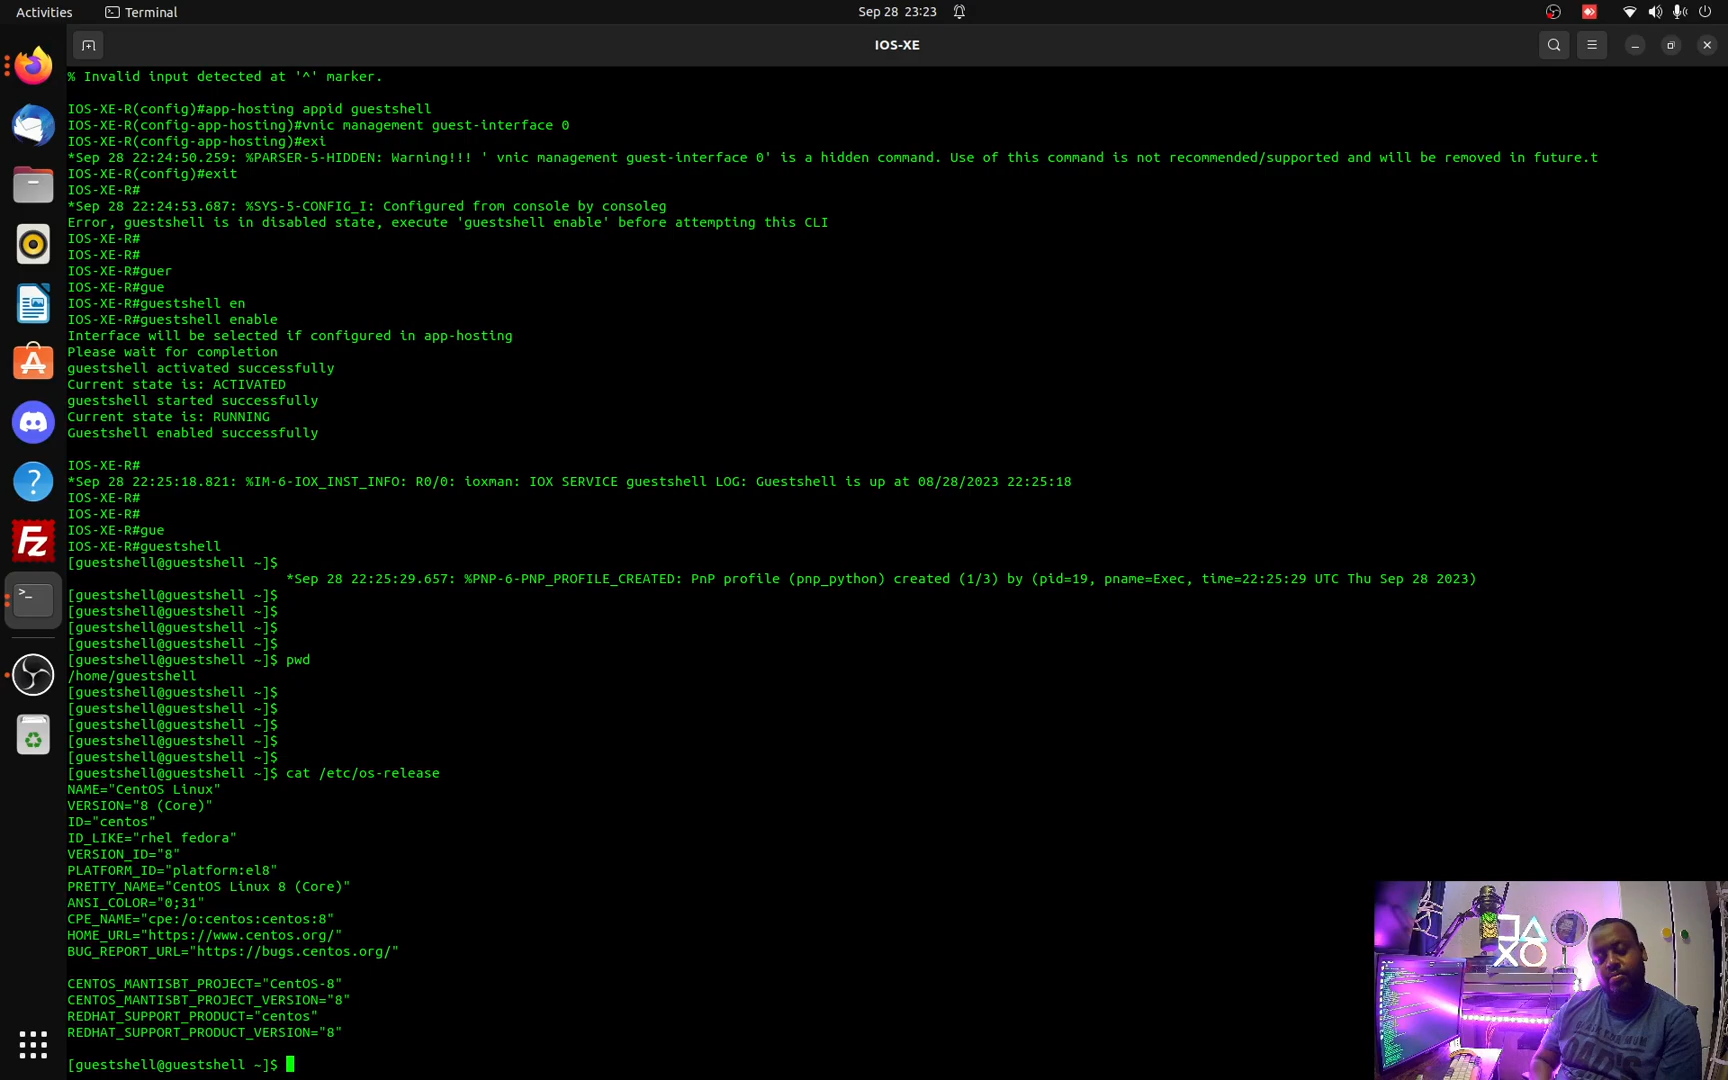 Activities
Terminal
Sep 28 23:23
IOS-XE
% Invalid input detected at '^' marker.
IOS-XE-R(config)#app-hosting appid guestshell
IOS-XE-R(config-app-hosting)#vnic management guest-interface 0
IOS-XE-R(config-app-hosting)#exi
*Sep 28 22:24:50.259: %PARSER-5-HIDDEN: Warning!!! ' vnic management guest-interface 0' is a hidden command. Use of this command is not recommended/supported and will be removed in future.t
IOS-XE-R(config)#exit
IOS-XE-R#
*Sep 28 22:24:53.687: %SYS-5-CONFIG_I: Configured from console by consoleg
Error, guestshell is in disabled state, execute 'guestshell enable' before attempting this CLI
IOS-XE-R#
IOS-XE-R#
IOS-XE-R#guer
IOS-XE-R#gue
IOS-XE-R#guestshell en
IOS-XE-R#guestshell enable
Interface will be selected if configured in app-hosting
Please wait for completion
guestshell activated successfully
Current state is: ACTIVATED
guestshell started successfully
Current state is: RUNNING
Guestshell enabled successfully
IOS-XE-R#
*Sep 28 22:25:18.821: %IM-6-IOX_INST_INFO: R0/0: ioxman: IOX SERVICE guestshell LOG: Guestshell is up at 08/28/2023 22:25:18
IOS-XE-R#
IOS-XE-R#
IOS-XE-R#gue
IOS-XE-R#guestshell
[guestshell@guestshell ~]$
*Sep 28 22:25:29.657: %PNP-6-PNP_PROFILE_CREATED: PnP profile (pnp_python) created (1/3) by (pid=19, pname=Exec, time=22:25:29 UTC Thu Sep 28 2023)
[guestshell@guestshell ~]$
[guestshell@guestshell ~]$
[guestshell@guestshell ~]$
[guestshell@guestshell ~]$
[guestshell@guestshell ~]$ pwd
/home/guestshell
[guestshell@guestshell ~]$
[guestshell@guestshell ~]$
[guestshell@guestshell ~]$
[guestshell@guestshell ~]$
[guestshell@guestshell ~]$
[guestshell@guestshell ~]$ cat /etc/os-release
NAME="CentOS Linux"
VERSION="8 (Core)"
ID="centos"
ID_LIKE="rhel fedora"
VERSION_ID="8"
PLATFORM_ID="platform:el8"
PRETTY_NAME="CentOS Linux 8 (Core)"
ANSI_COLOR="0;31"
CPE_NAME="cpe:/o:centos:centos:8"
HOME_URL="https://www.centos.org/"
BUG_REPORT_URL="https://bugs.centos.org/"
CENTOS_MANTISBT_PROJECT="CentOS-8"
CENTOS_MANTISBT_PROJECT_VERSION="8"
REDHAT_SUPPORT_PRODUCT="centos"
REDHAT_SUPPORT_PRODUCT_VERSION="8"
[guestshell@guestshell ~]$